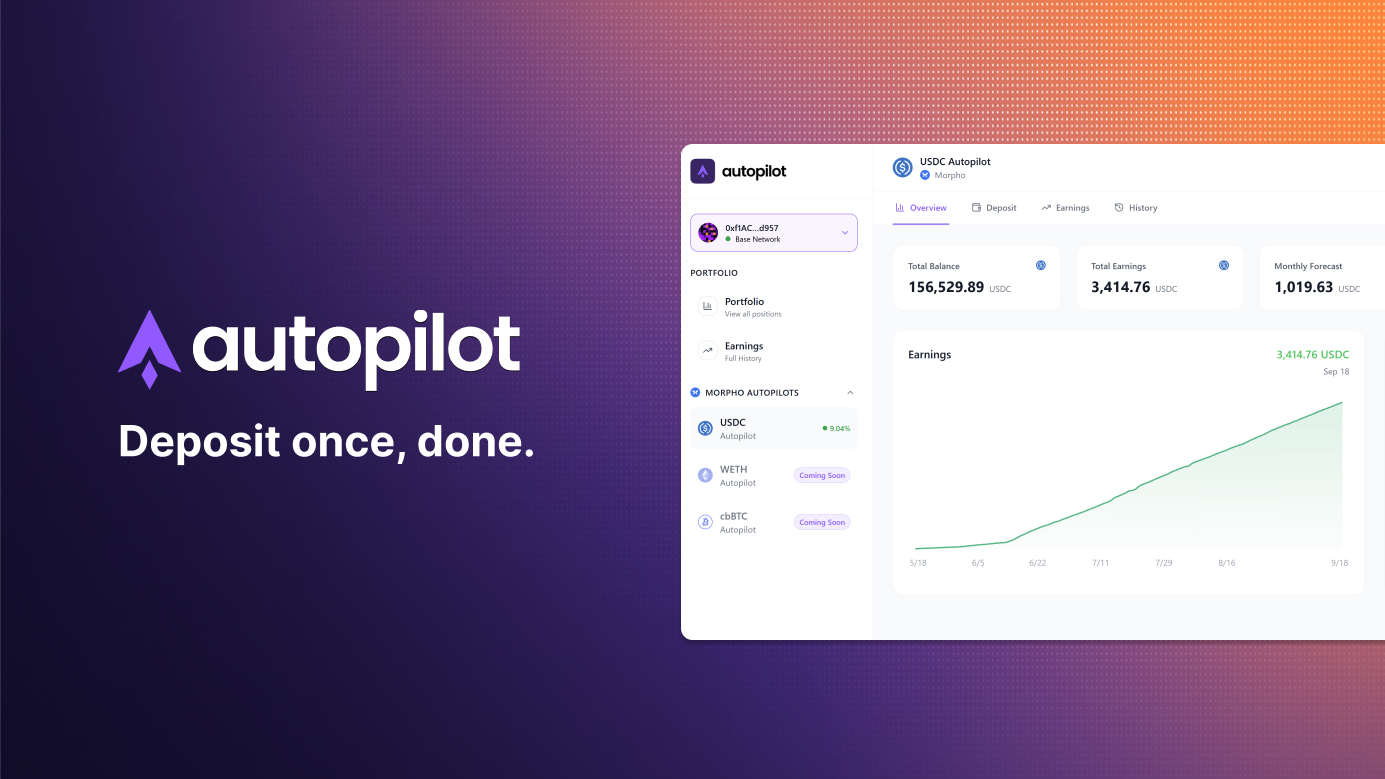 autopilot
Deposit once, done.
autopilot
0xf1AC...d957
Base Network
PORTFOLIO
Portfolio
View all positions
Earnings
Full History
MORPHO AUTOPILOTS
USDC
Autopilot
9.04%
WETH
Autopilot
Coming Soon
cbBTC
Autopilot
Coming Soon
USDC Autopilot
Morpho
Overview Deposit Earnings History
Total Balance
156,529.89 USDC
Total Earnings
3,414.76 USDC
Monthly Forecast
1,019.63 USDC
Earnings
3,414.76 USDC
Sep 18
5/18 6/5 6/22 7/11 7/29 8/16 9/18